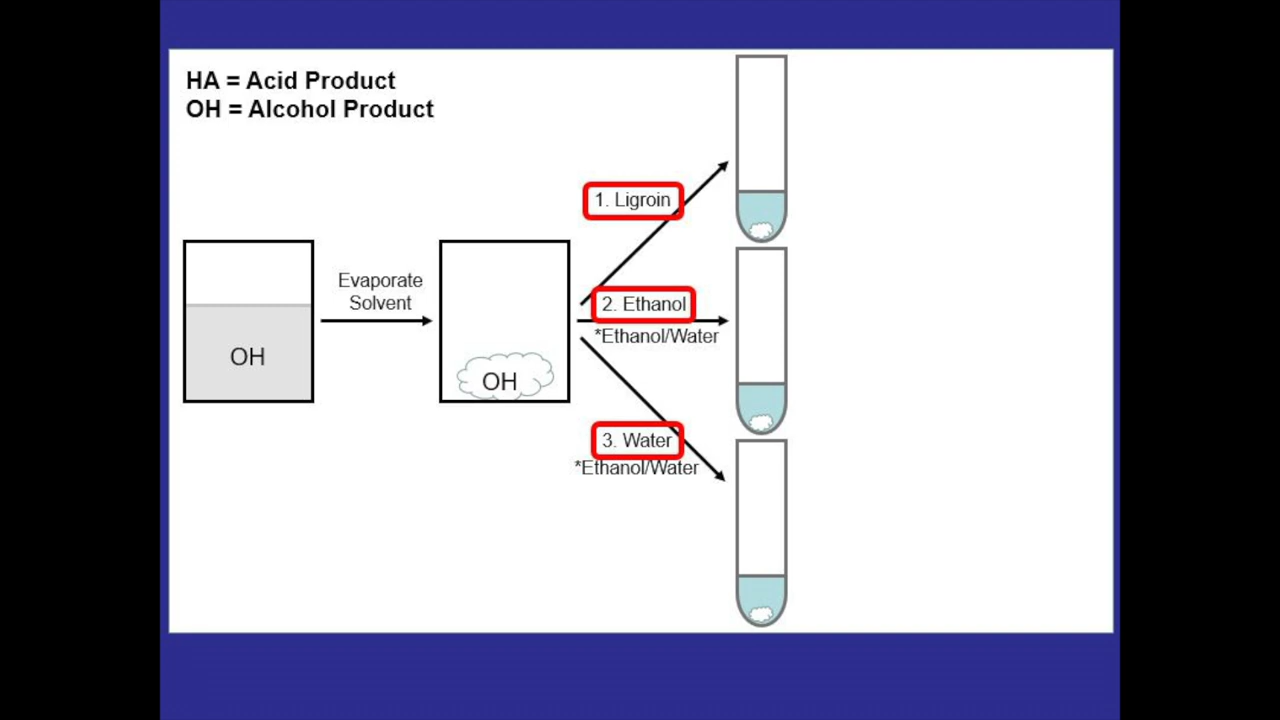 HA = Acid Product
OH = Alcohol Product
1. Ligroin
Evaporate
Solvent
2. Ethanol
*Ethanol/Water
OH
OH
3. Water
*Ethanol/Water